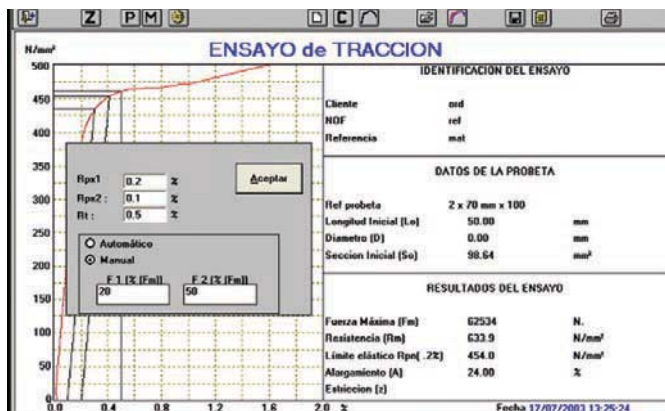 Z P M C
N/mm² ENSAYO de TRACCION
500
450
400
350
300
250
200
150
100
50
0
0.0 0.4 0.8 1.2 1.6 2.0 %
Rpx1 0.2 %
Rpx2 : 0.1 %
Rt : 0.5 %
Aceptar
Automático
Manual
F 1 (% (Fm)) F 2 (% (Fm))
20 50
IDENTIFICACION DEL ENSAYO
Cliente ord
NOF ref
Referencia mat
DATOS DE LA PROBETA
Ref probeta 2 x 70 mm x 100
Longitud Inicial (Lo) 50.00 mm
Diametro (D) 0.00 mm
Seccion Inicial (So) 98.64 mm²
RESULTADOS DEL ENSAYO
Fuerza Máxima (Fm) 62534 N.
Resistencia (Rm) 633.9 N/mm²
Límite elástico Rpn( .2%) 454.0 N/mm²
Alargamiento (A) 24.00 %
Estriccion (z)
Fecha 17/07/2003 13:25:24